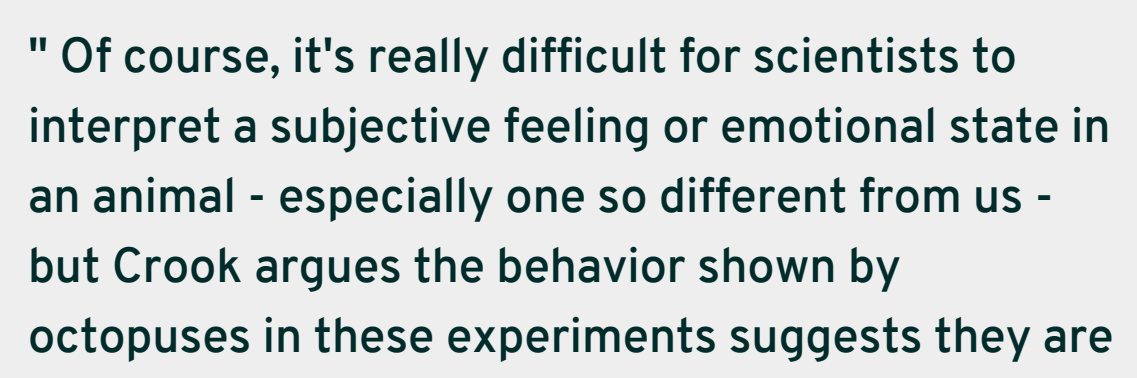 " Of course, it's really difficult for scientists to
interpret a subjective feeling or emotional state in
an animal - especially one so different from us -
but Crook argues the behavior shown by
octopuses in these experiments suggests they are